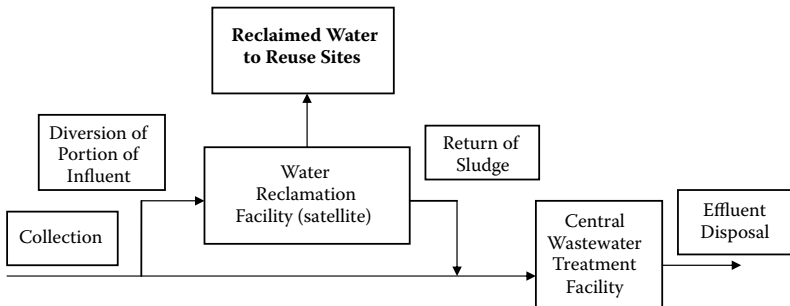 Reclaimed Water
to Reuse Sites
Diversion of
Portion of
Influent
Water
Reclamation
Facility (satellite)
Return of
Sludge
Collection
Central
Wastewater
Treatment
Facility
Effluent
Disposal